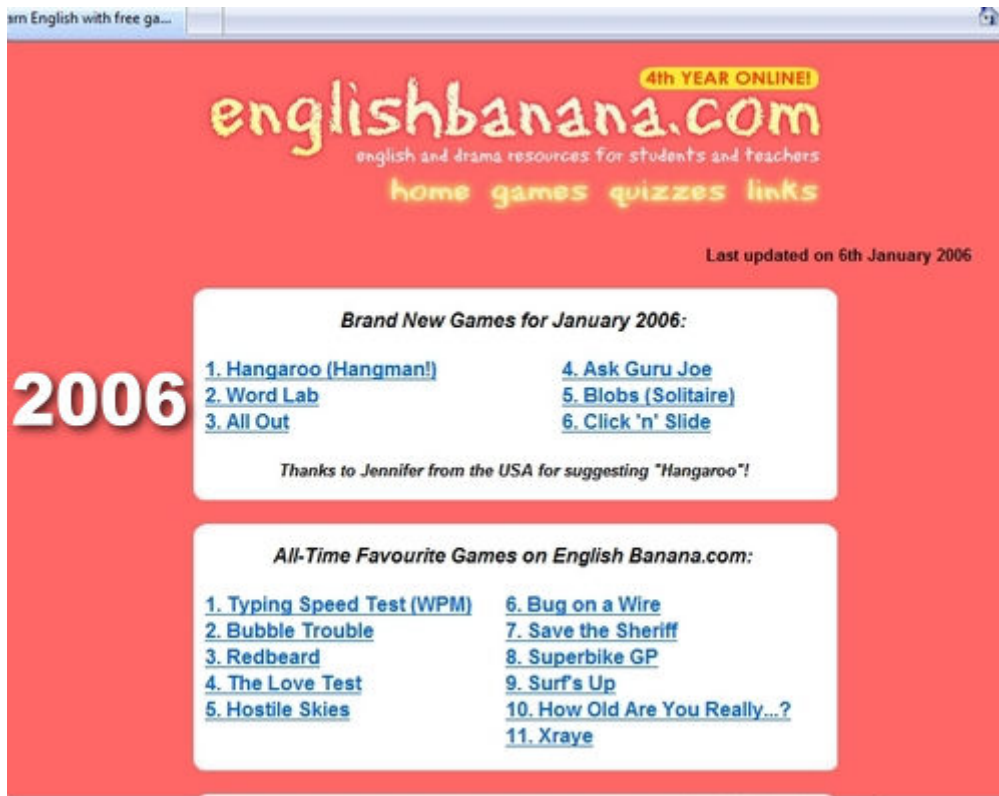 arn English with free ga...
4th YEAR ONLINE!
englishbanana.com
english and drama resources for students and teachers
home games quizzes links
Last updated on 6th January 2006
Brand New Games for January 2006:
1. Hangaroo (Hangman!)
2. Word Lab
3. All Out
4. Ask Guru Joe
5. Blobs (Solitaire)
6. Click 'n' Slide
2006
Thanks to Jennifer from the USA for suggesting "Hangaroo"!
All-Time Favourite Games on English Banana.com:
1. Typing Speed Test (WPM)
2. Bubble Trouble
3. Redbeard
4. The Love Test
5. Hostile Skies
6. Bug on a Wire
7. Save the Sheriff
8. Superbike GP
9. Surf's Up
10. How Old Are You Really...?
11. Xraye